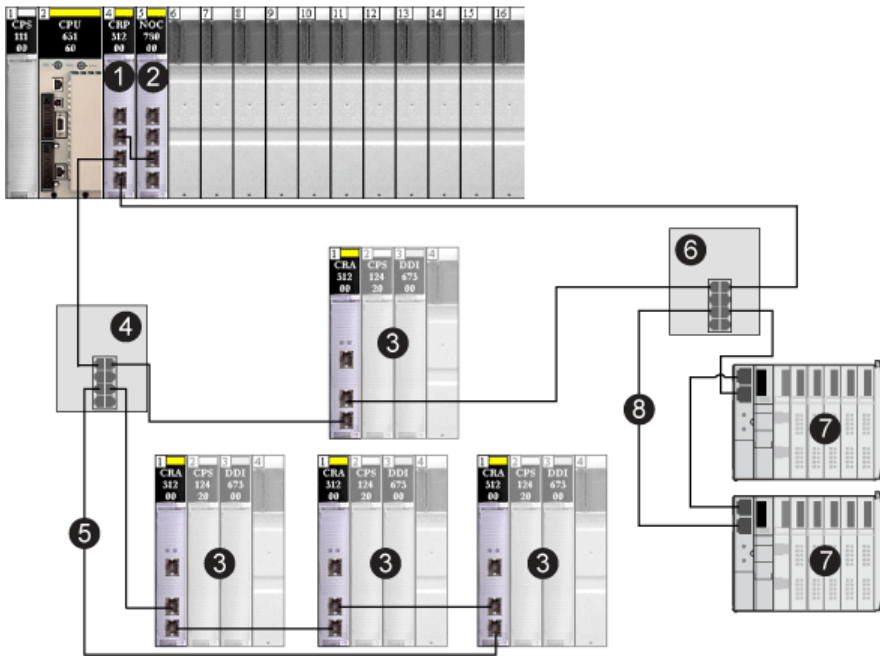 1 2 4 5 6 7 8 9 10 11 12 13 14 15 16
CPS CPU CRP NOC
111 651 312 780
00 60 00 00
1 2
6
1 2 3 4
CRA CPS DDI
312 124 673
00 20 00
3
4
8
7
1 2 3 4 1 2 3 4 1 2 3 4
CRA CPS DDI CRA CPS DDI CRA CPS DDI
312 124 673 312 124 673 312 124 673
00 20 00 00 20 00 00 20 00
5
3 3 3
7